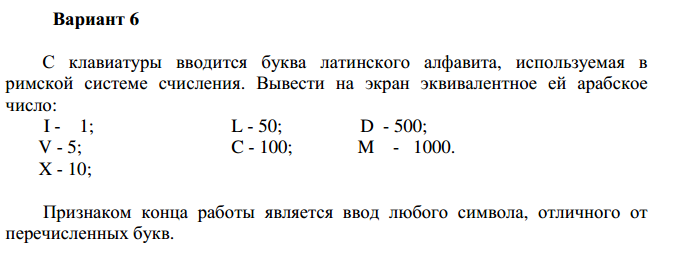 Вариант 6
С клавиатуры вводится буква латинского алфавита, используемая в
римской системе счисления. Вывести на экран эквивалентное ей арабское
число:
I - 1; L - 50; D - 500;
V - 5; C - 100; M - 1000.
X - 10;
Признаком конца работы является ввод любого символа, отличного от
перечисленных букв.